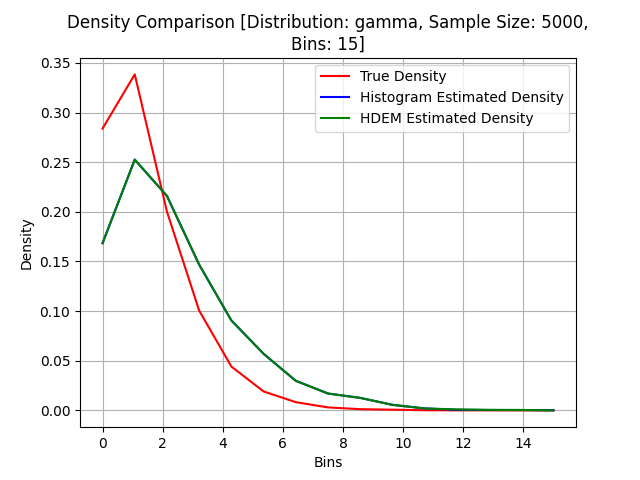 Density Comparison [Distribution: gamma, Sample Size: 5000,
Bins: 15]
0.35
0.30
0.25
0.20
0.15
0.10
0.05
0.00
Density
True Density
Histogram Estimated Density
HDEM Estimated Density
0 2 4 6 8 10 12 14
Bins